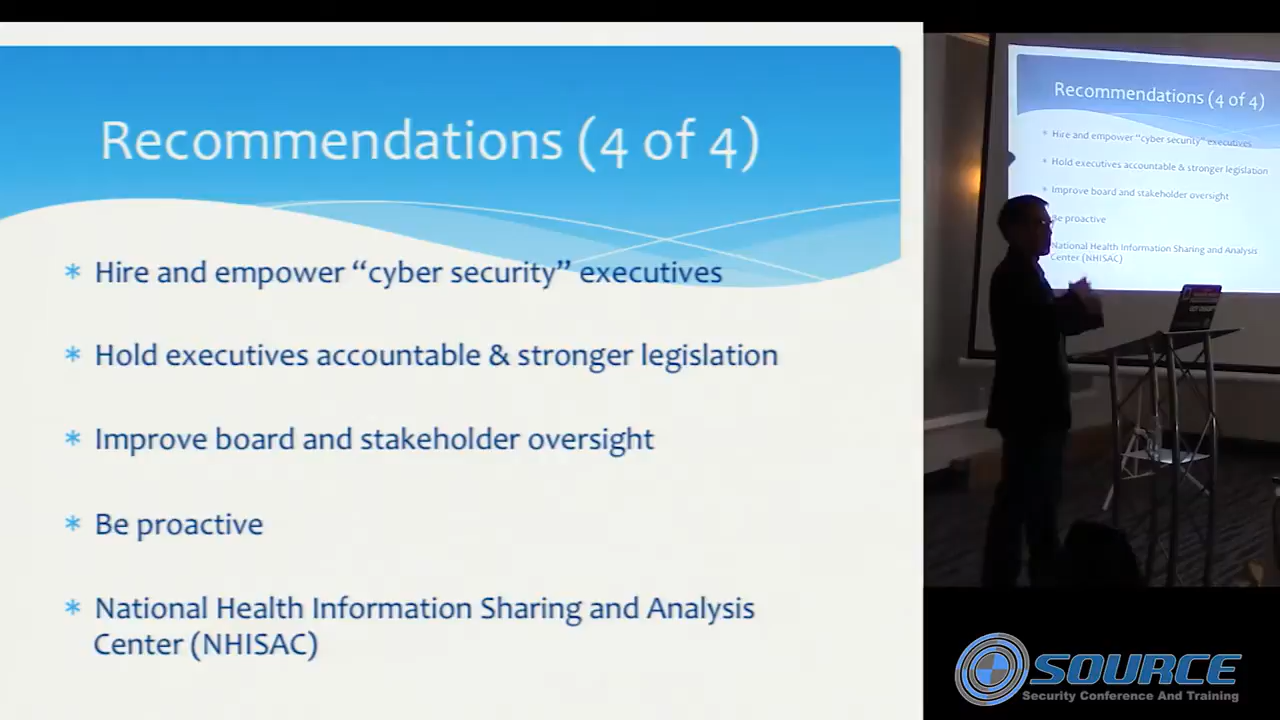 Recommendations (4 of 4)
* Hire and empower “cyber security” executives
* Hold executives accountable & stronger legislation
* Improve board and stakeholder oversight
* Be proactive
* National Health Information Sharing and Analysis
Center (NHISAC)
Recommendations (4 of 4)
* Hire and empower “cyber security” executives
* Hold executives accountable & stronger legislation
* Improve board and stakeholder oversight
Be proactive
National Health Information Sharing and Analysis
Center (NHISAC)
SOURCE
Security Conference And Training